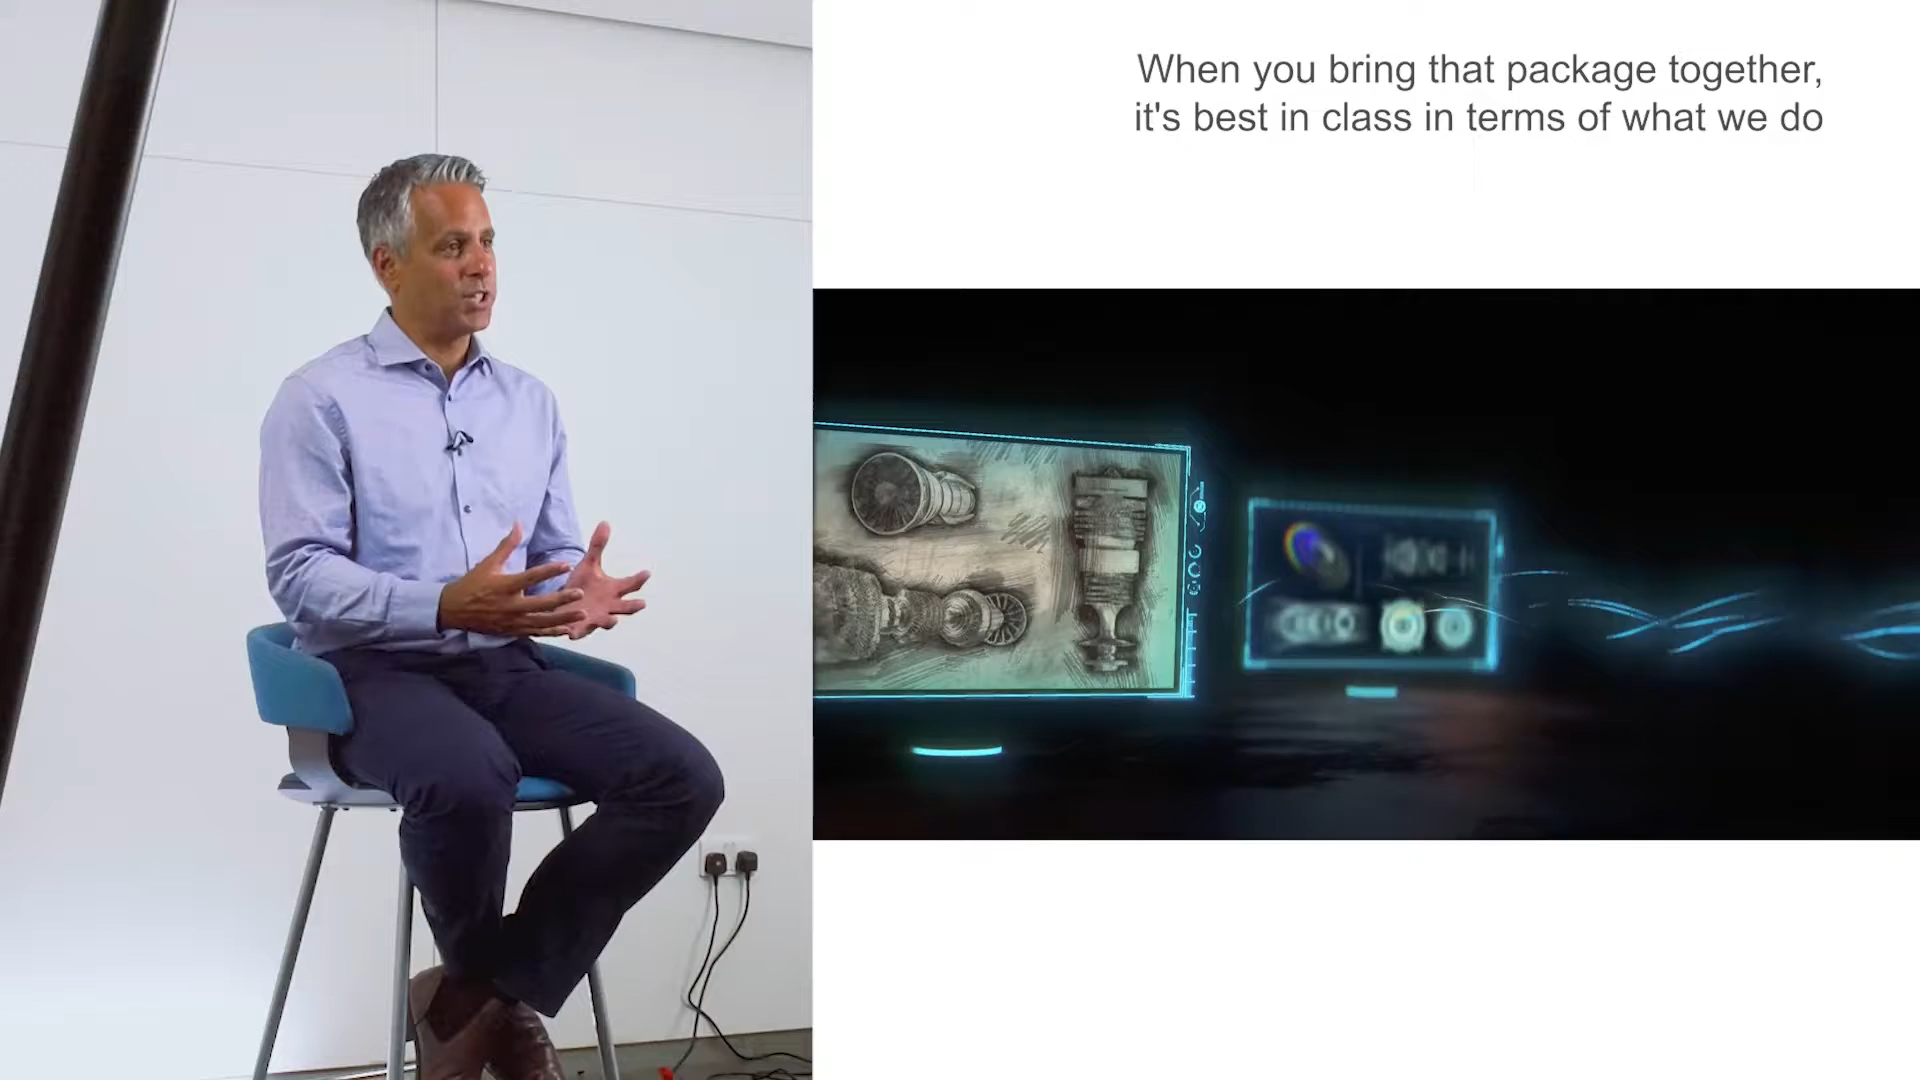 When you bring that package together,
it's best in class in terms of what we do